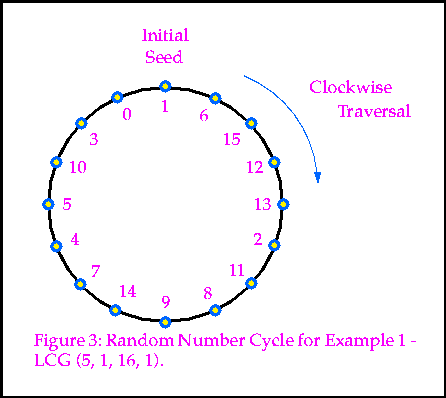 Initial
Seed
Clockwise
Traversal
1
6
15
12
13
2
11
8
9
14
7
4
5
10
3
0
Figure 3: Random Number Cycle for Example 1 -
LCG (5, 1, 16, 1).